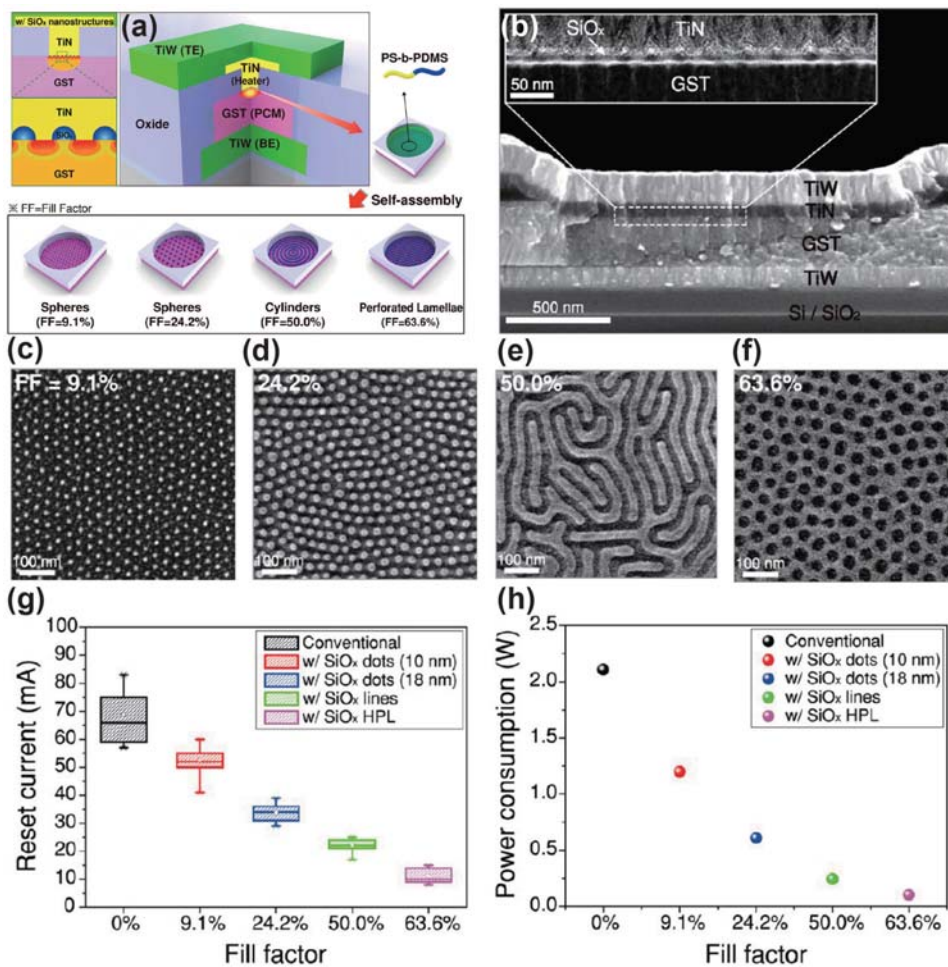 (a)
w/ SiOₓ nanostructures
TiN
GST
TiN
SiOₓ
GST
TiW (TE)
TiN
(Heater)
GST (PCM)
Oxide
TiW (BE)
PS-b-PDMS
Self-assembly
※ FF=Fill Factor
Spheres
(FF=9.1%)
Spheres
(FF=24.2%)
Cylinders
(FF=50.0%)
Perforated Lamellae
(FF=63.6%)
(b)
SiOₓ
TiN
GST
50 nm
TiW
TiN
GST
TiW
500 nm
Si / SiO₂
(c)
FF = 9.1%
100 nm
(d)
24.2%
100 nm
(e)
50.0%
100 nm
(f)
63.6%
100 nm
(g)
Reset current (mA)
100
90
80
70
60
50
40
30
20
10
0
Conventional
w/ SiOₓ dots (10 nm)
w/ SiOₓ dots (18 nm)
w/ SiOₓ lines
w/ SiOₓ HPL
0% 9.1% 24.2% 50.0% 63.6%
Fill factor
(h)
Power consumption (W)
2.5
2.0
1.5
1.0
0.5
0.0
Conventional
w/ SiOₓ dots (10 nm)
w/ SiOₓ dots (18 nm)
w/ SiOₓ lines
w/ SiOₓ HPL
0% 9.1% 24.2% 50.0% 63.6%
Fill factor